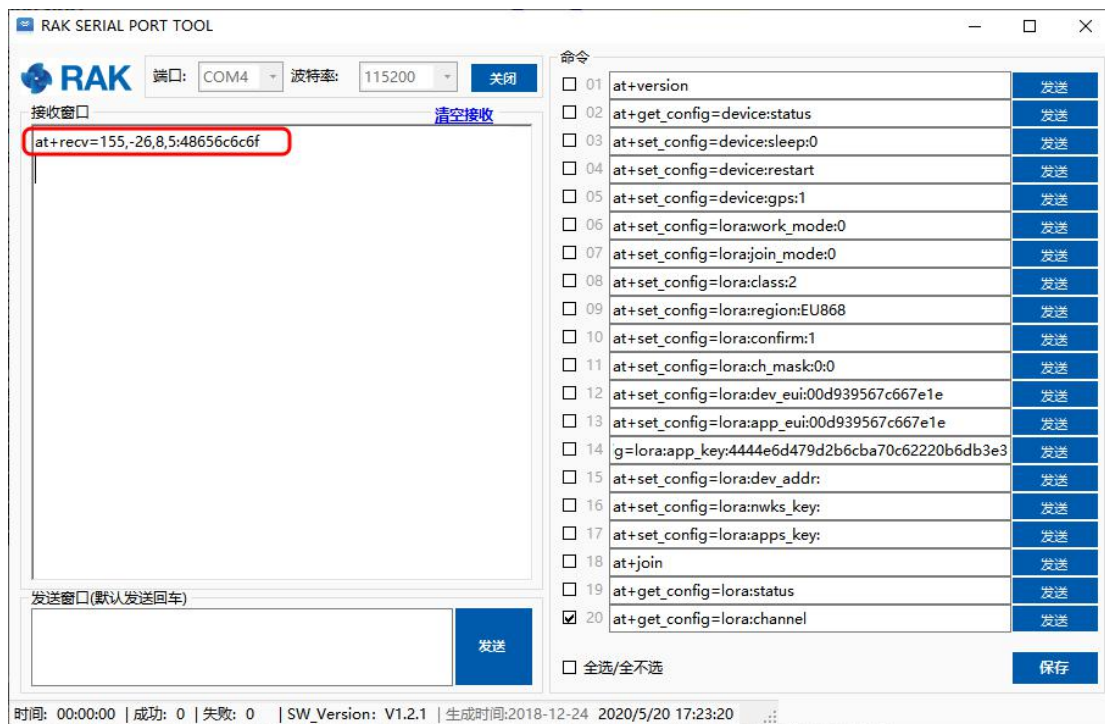 RAK SERIAL PORT TOOL
RAK 端口: COM4 波特率: 115200 关闭
接收窗口 清空接收
at+recv=155,-26,8,5:48656c6c6f
发送窗口(默认发送回车)
发送
命令
01 at+version 发送
02 at+get_config=device:status 发送
03 at+set_config=device:sleep:0 发送
04 at+set_config=device:restart 发送
05 at+set_config=device:gps:1 发送
06 at+set_config=lora:work_mode:0 发送
07 at+set_config=lora:join_mode:0 发送
08 at+set_config=lora:class:2 发送
09 at+set_config=lora:region:EU868 发送
10 at+set_config=lora:confirm:1 发送
11 at+set_config=lora:ch_mask:0:0 发送
12 at+set_config=lora:dev_eui:00d939567c667e1e 发送
13 at+set_config=lora:app_eui:00d939567c667e1e 发送
14 g=lora:app_key:4444e6d479d2b6cba70c62220b6db3e3 发送
15 at+set_config=lora:dev_addr: 发送
16 at+set_config=lora:nwks_key: 发送
17 at+set_config=lora:apps_key: 发送
18 at+join 发送
19 at+get_config=lora:status 发送
20 at+get_config=lora:channel 发送
全选/全不选 保存
时间: 00:00:00 | 成功: 0 | 失败: 0 | SW_Version: V1.2.1 | 生成时间:2018-12-24 2020/5/20 17:23:20